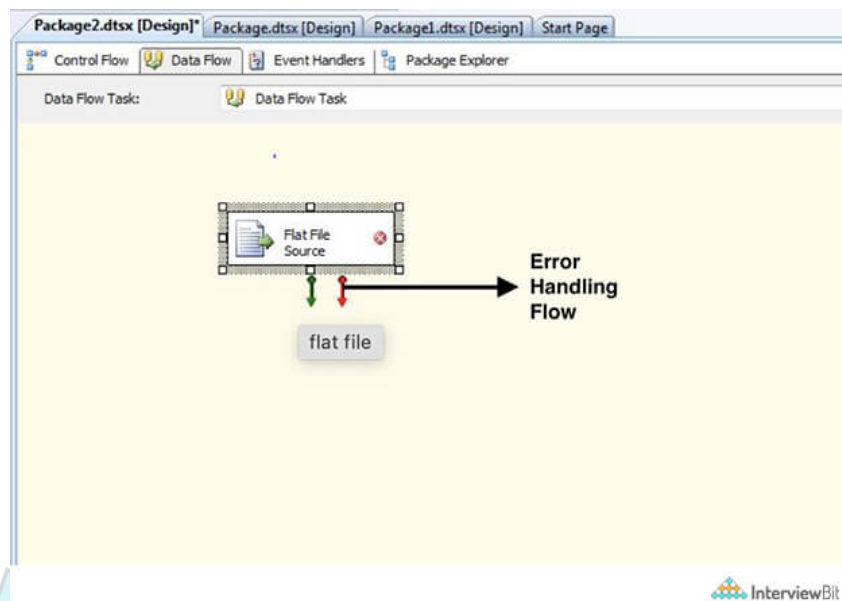 Package2.dtsx [Design]* Package.dtsx [Design] Package1.dtsx [Design] Start Page
Control Flow Data Flow Event Handlers Package Explorer
Data Flow Task: Data Flow Task
Flat File
Source
Error
Handling
Flow
flat file
InterviewBit